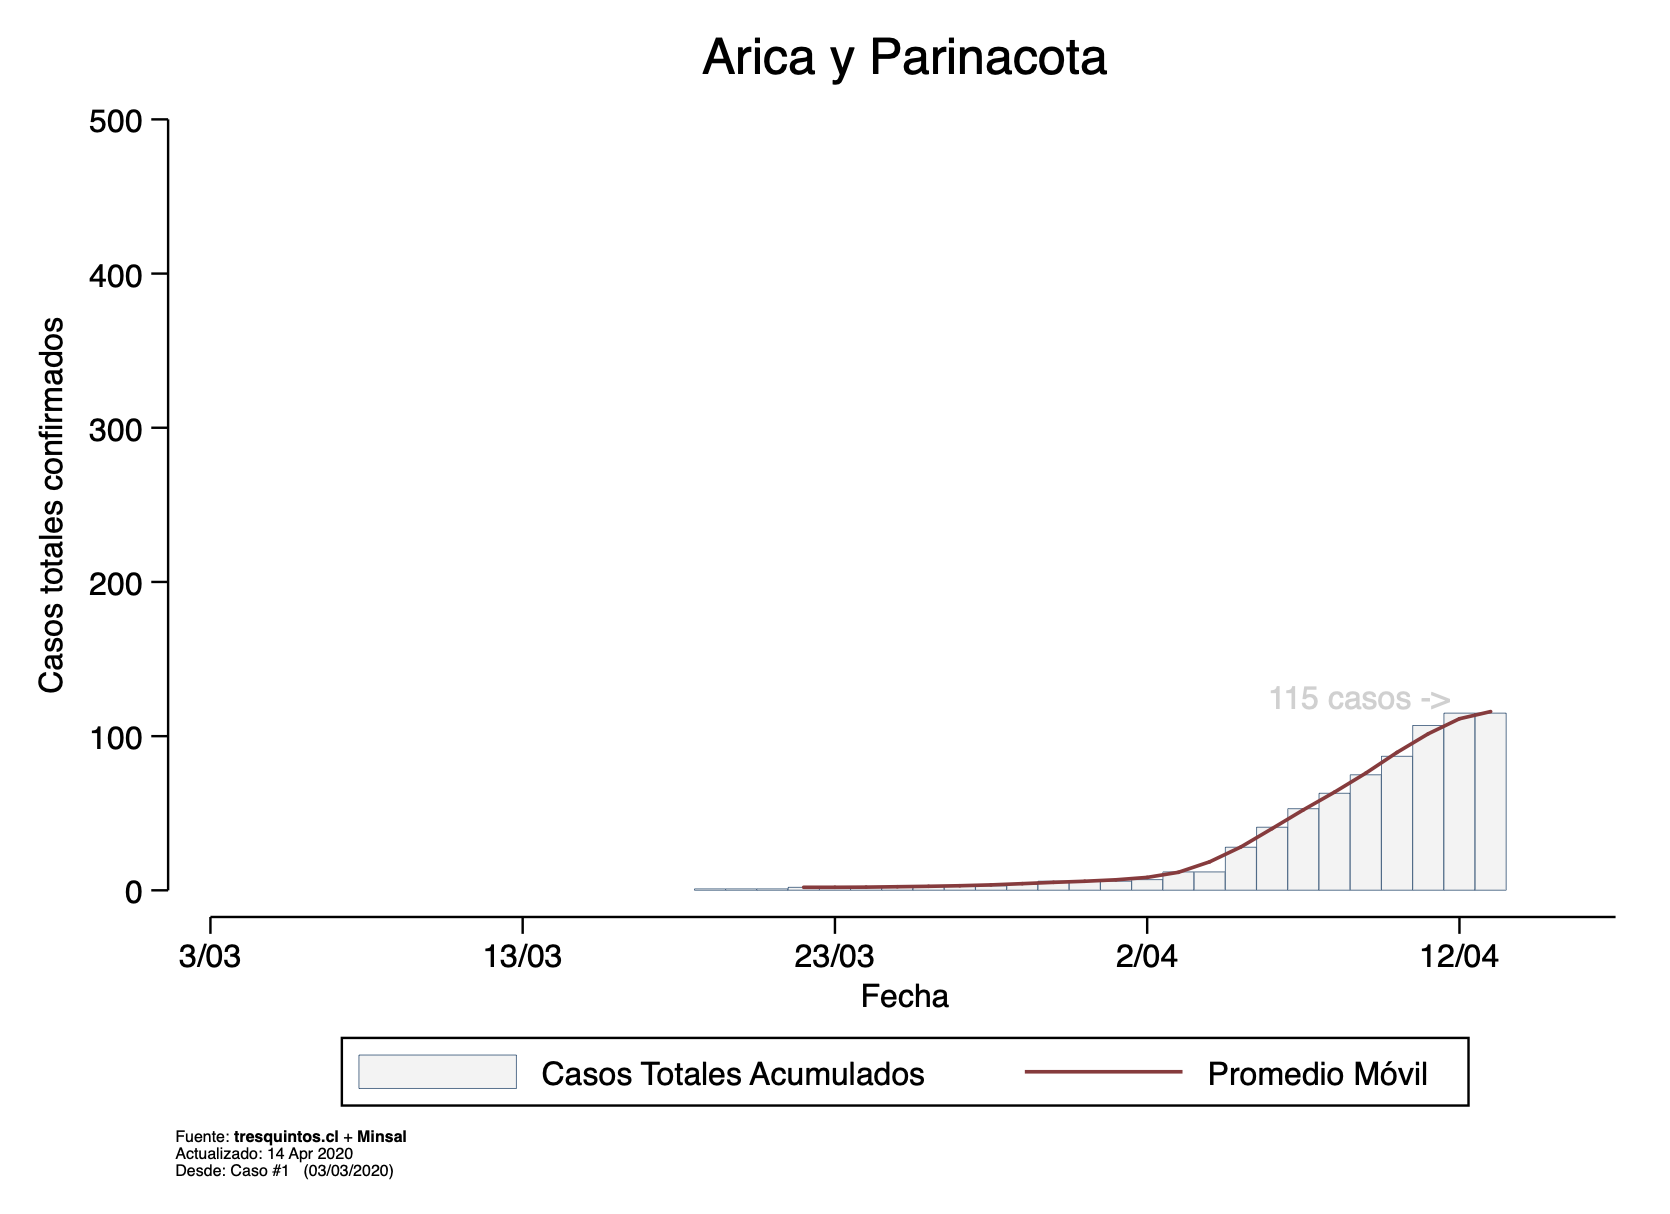 Arica y Parinacota
Casos totales confirmados
500
400
300
200
100
0
115 casos ->
3/03 13/03 23/03 2/04 12/04
Fecha
Casos Totales Acumulados Promedio Móvil
Fuente: tresquintos.cl + Minsal
Actualizado: 14 Apr 2020
Desde: Caso #1 (03/03/2020)